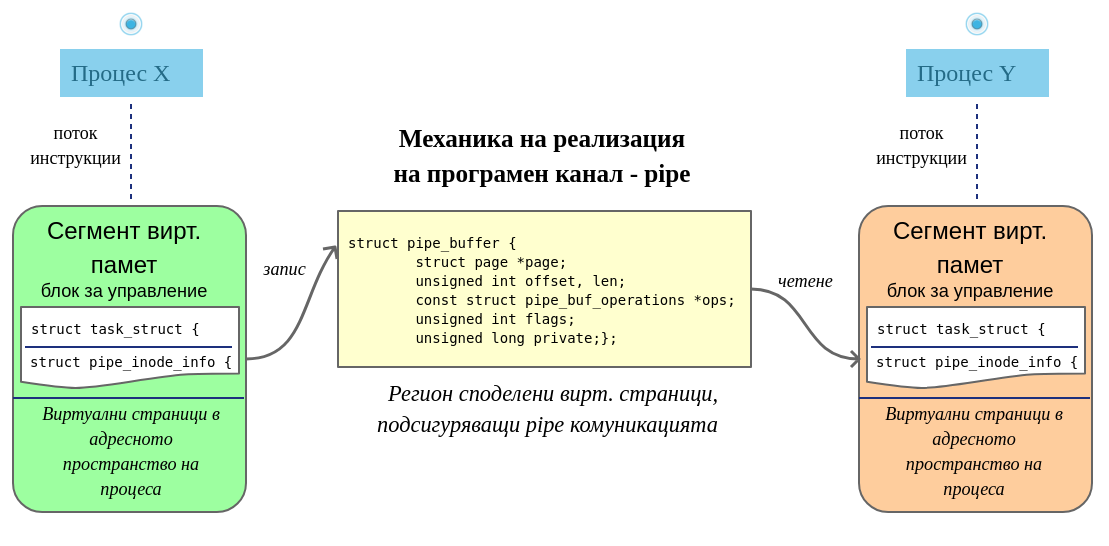 Процес X
Процес Y
поток
инструкции
поток
инструкции
Механика на реализация
на програмен канал - pipe
Сегмент вирт.
памет
блок за управление
struct task_struct {
struct pipe_inode_info {
Виртуални страници в
адресното
пространство на
процеса
запис
struct pipe_buffer {
struct page *page;
unsigned int offset, len;
const struct pipe_buf_operations *ops;
unsigned int flags;
unsigned long private;};
Регион споделени вирт. страници,
подсигуряващи pipe комуникацията
четене
Сегмент вирт.
памет
блок за управление
struct task_struct {
struct pipe_inode_info {
Виртуални страници в
адресното
пространство на
процеса